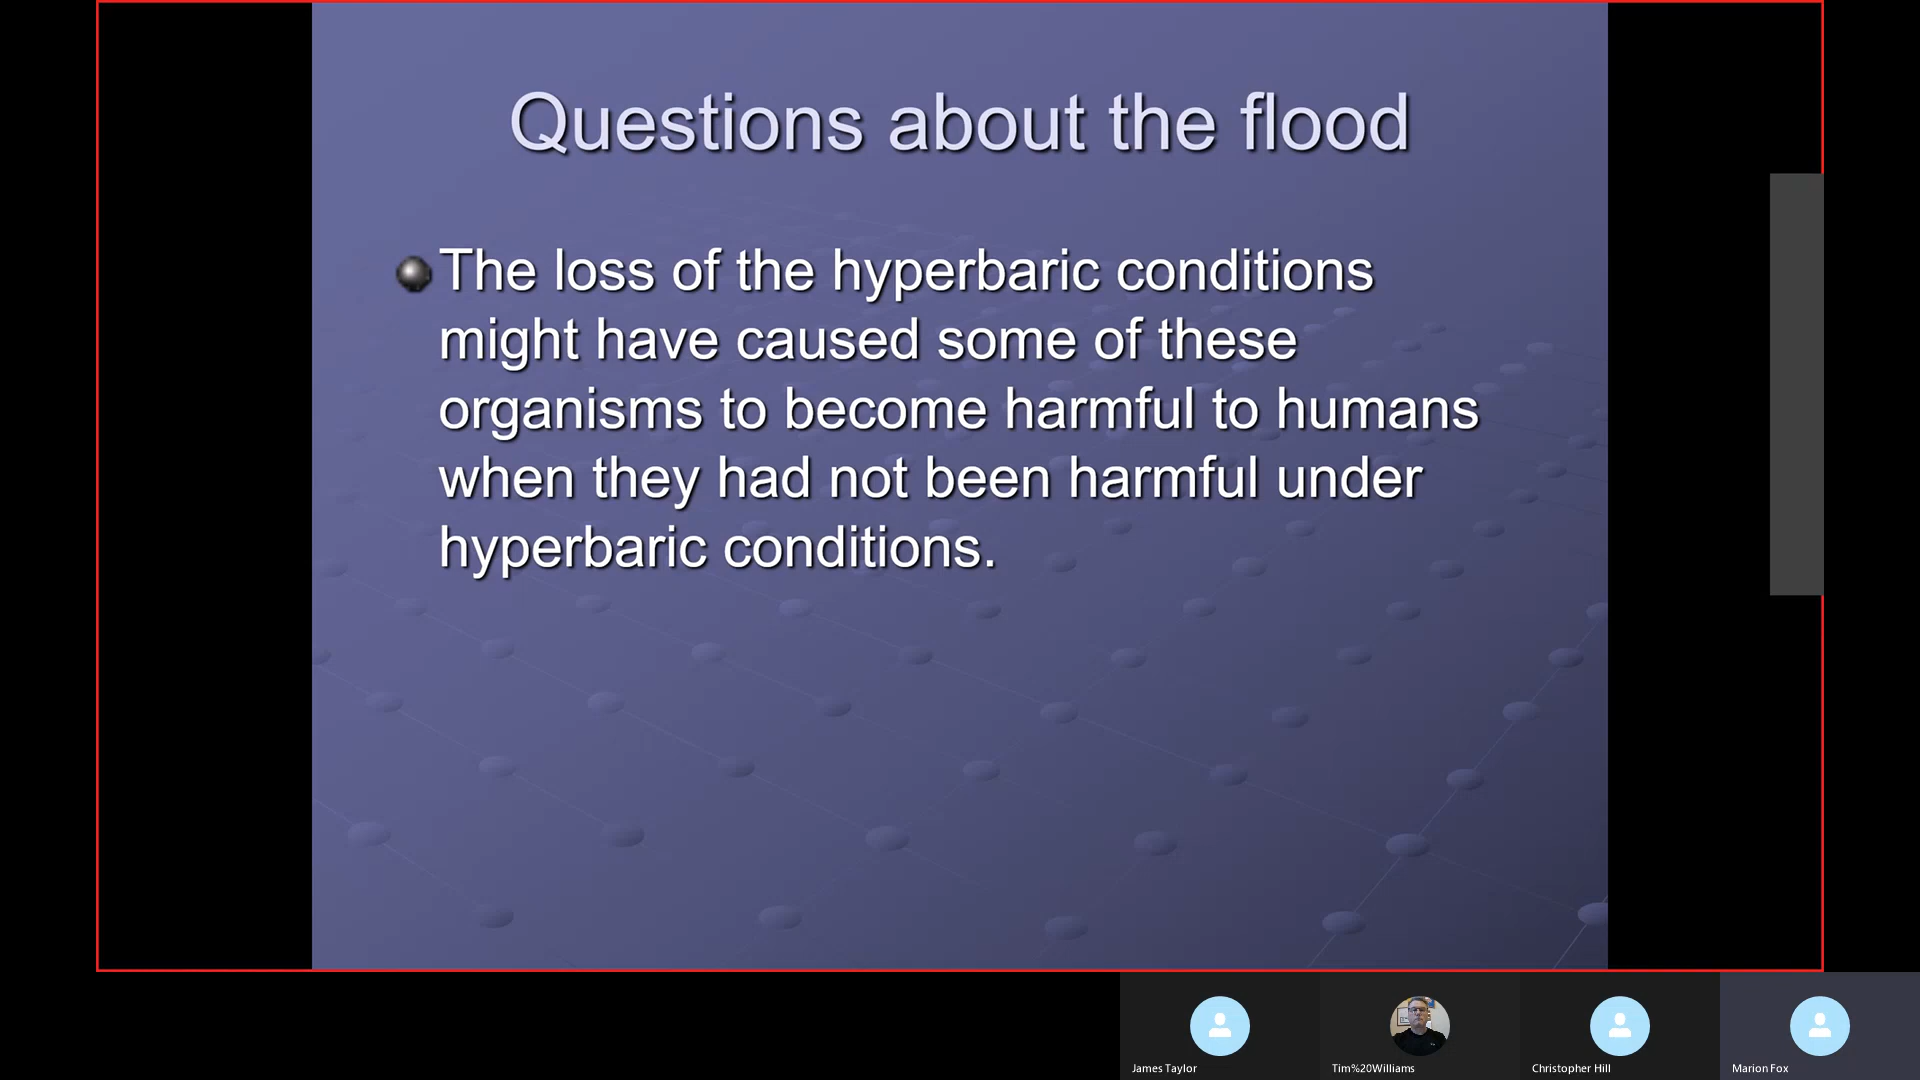 Questions about the flood
The loss of the hyperbaric conditions
might have caused some of these
organisms to become harmful to humans
when they had not been harmful under
hyperbaric conditions.
James Taylor
Tim%20Williams
Christopher Hill
Marion Fox